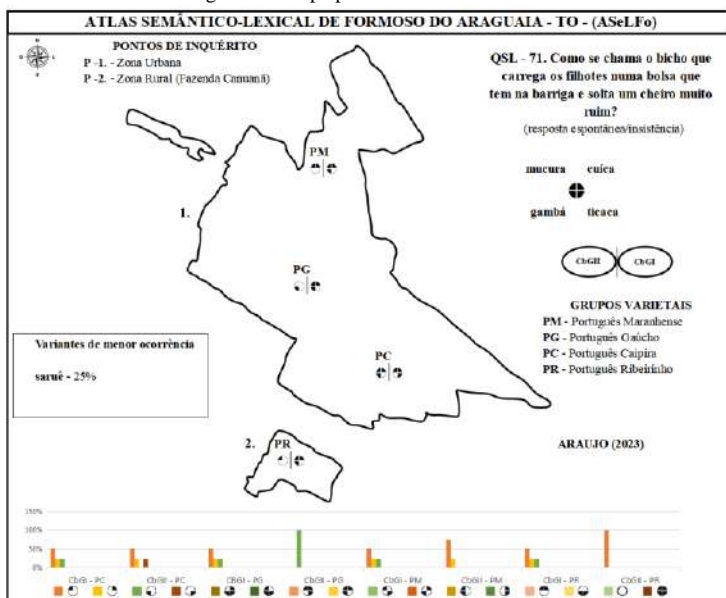 ATLAS SEMÂNTICO-LEXICAL DE FORMOSO DO ARAGUAIA - TO - (ASeLFo)
PONTOS DE INQUÉRITO
P -1. - Zona Urbana
P -2. - Zona Rural (Fazenda Canuanã)
QSL - 71. Como se chama o bicho que
carrega os filhotes numa bolsa que
tem na barriga e solta um cheiro muito
ruim?
(resposta espontânea/insistência)
mucura cuíca
gambá ticaca
CbGII CbGI
GRUPOS VARIETAIS
PM - Português Maranhense
PG - Português Gaúcho
PC - Português Caipira
PR - Português Ribeirinho
PM
1.
PG
PC
Variantes de menor ocorrência
saruê - 25%
2. PR
ARAUJO (2023)
150%
100%
50%
0%
CbGI - PC CbGII - PC CbGI - PG CbGII - PG CbGI - PM CbGII - PM CbGI - PR CbGII - PR